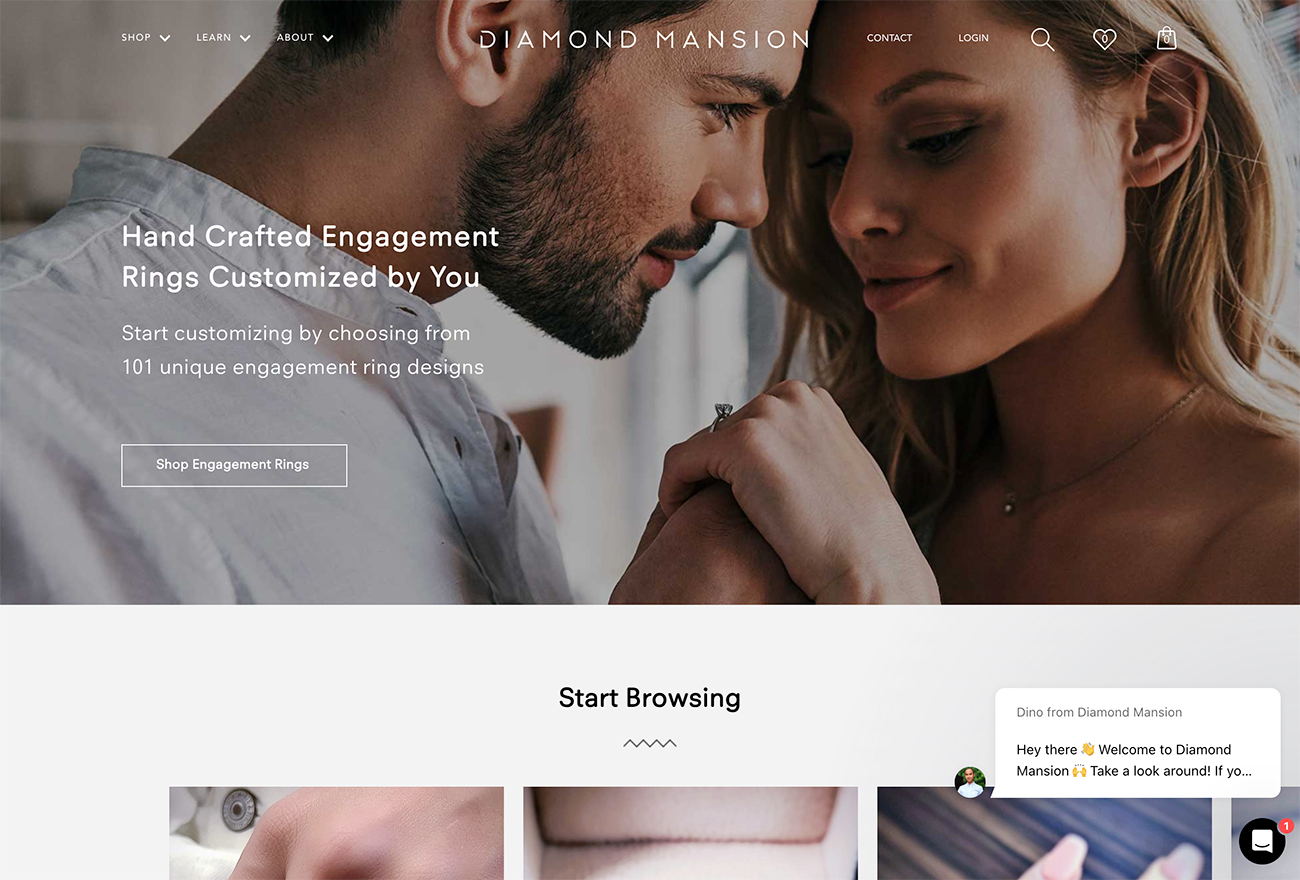 SHOP
LEARN
ABOUT
DIAMOND MANSION
CONTACT
LOGIN
0
0
Hand Crafted Engagement
Rings Customized by You
Start customizing by choosing from
101 unique engagement ring designs
Shop Engagement Rings
Start Browsing
Dino from Diamond Mansion
Hey there 👋 Welcome to Diamond
Mansion 🙌 Take a look around! If yo...
1